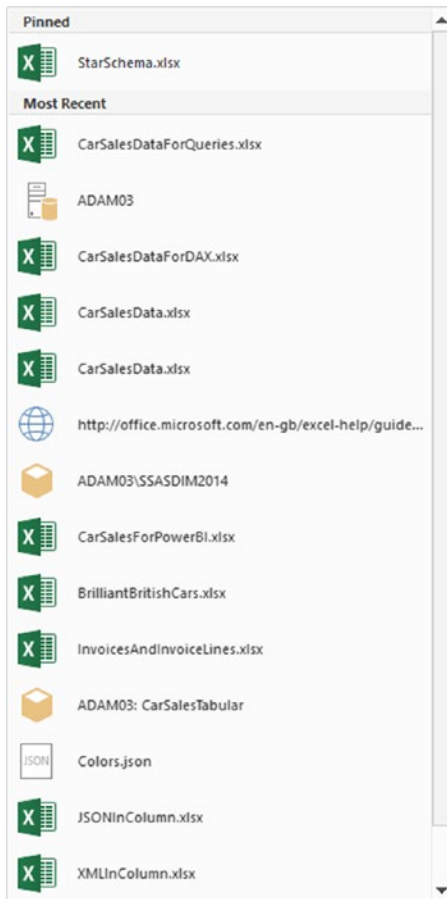 Pinned
StarSchema.xlsx
Most Recent
CarSalesDataForQueries.xlsx
ADAM03
CarSalesDataForDAX.xlsx
CarSalesData.xlsx
CarSalesData.xlsx
http://office.microsoft.com/en-gb/excel-help/guide...
ADAM03\SSASDIM2014
CarSalesForPowerBI.xlsx
BrilliantBritishCars.xlsx
InvoicesAndInvoiceLines.xlsx
ADAM03: CarSalesTabular
JSON Colors.json
JSONInColumn.xlsx
XMLInColumn.xlsx